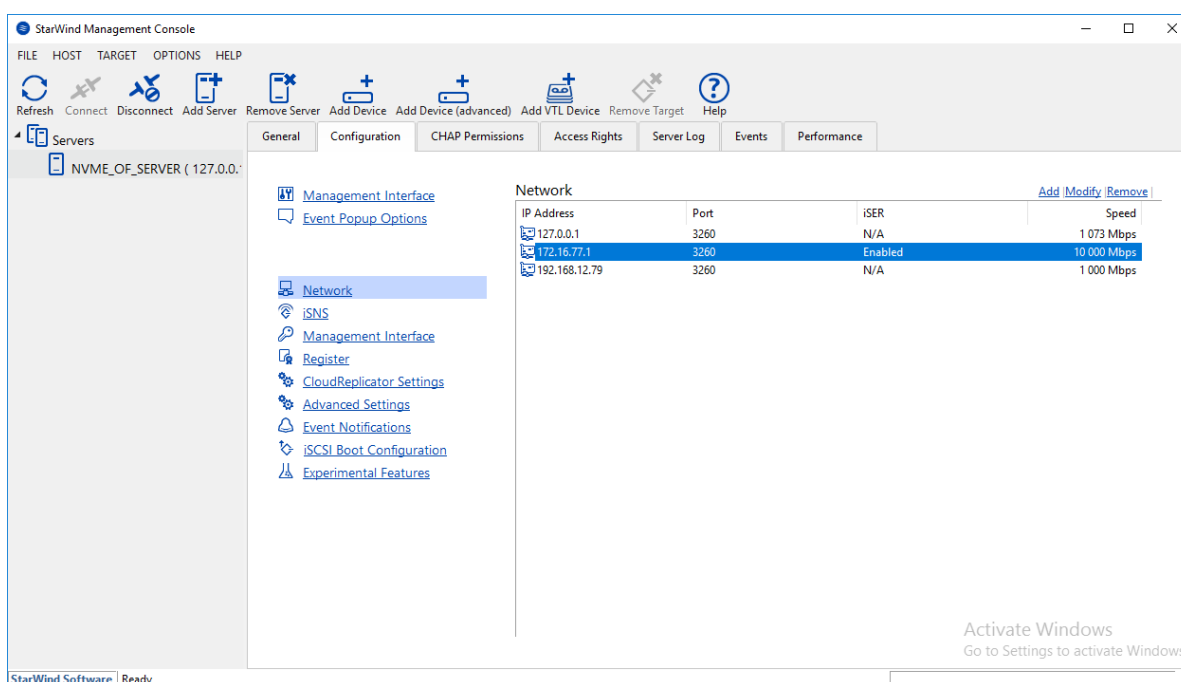 StarWind Management Console
FILE HOST TARGET OPTIONS HELP
Refresh Connect Disconnect Add Server Remove Server Add Device Add Device (advanced) Add VTL Device Remove Target Help
Servers
NVME_OF_SERVER ( 127.0.0.
General Configuration CHAP Permissions Access Rights Server Log Events Performance
Management Interface
Event Popup Options
Network
iSNS
Management Interface
Register
CloudReplicator Settings
Advanced Settings
Event Notifications
iSCSI Boot Configuration
Experimental Features
Network Add | Modify | Remove |
IP Address Port iSER Speed
127.0.0.1 3260 N/A 1 073 Mbps
172.16.77.1 3260 Enabled 10 000 Mbps
192.168.12.79 3260 N/A 1 000 Mbps
Activate Windows
Go to Settings to activate Windows
StarWind Software Ready